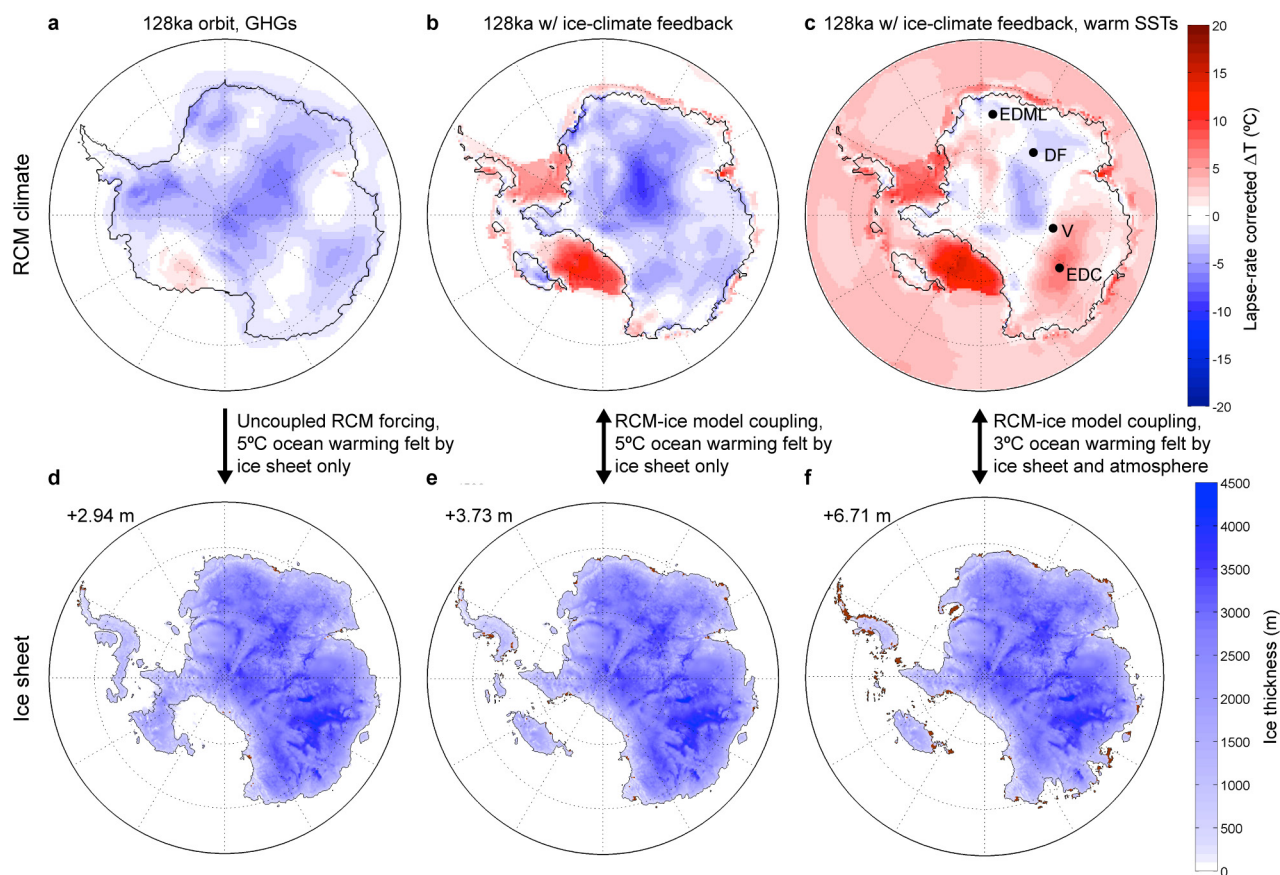 a
128ka orbit, GHGs
b
128ka w/ ice-climate feedback
c
128ka w/ ice-climate feedback, warm SSTs
RCM climate
EDML
DF
V
EDC
20
15
10
5
1
0
-1
-5
-10
-15
-20
Lapse-rate corrected ΔT (ºC)
Uncoupled RCM forcing,
5ºC ocean warming felt by
ice sheet only
RCM-ice model coupling,
5ºC ocean warming felt by
ice sheet only
RCM-ice model coupling,
3ºC ocean warming felt by
ice sheet and atmosphere
d
+2.94 m
e
+3.73 m
f
+6.71 m
Ice sheet
4500
4000
3500
3000
2500
2000
1500
1000
500
0
Ice thickness (m)